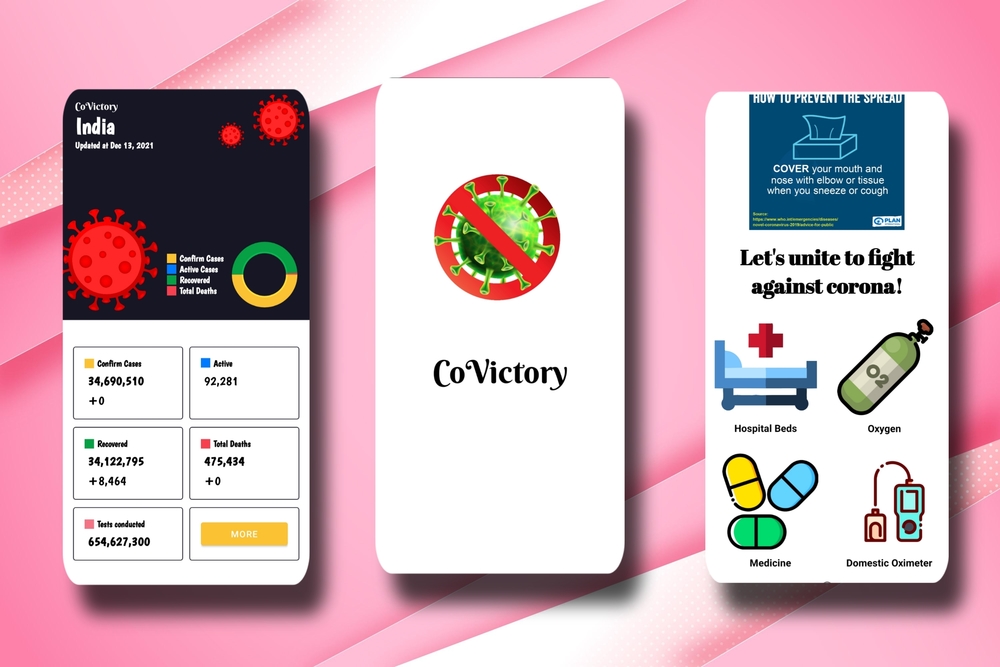 CoVictory
India
Updated at Dec 13, 2021
Confirm Cases
Active Cases
Recovered
Total Deaths
Confirm Cases
34,690,510
+0
Active
92,281
Recovered
34,122,795
+8,464
Total Deaths
475,434
+0
Tests conducted
654,627,300
MORE
CoVictory
HOW TO PREVENT THE SPREAD
COVER your mouth and
nose with elbow or tissue
when you sneeze or cough
Source:
https://www.who.int/emergencies/diseases/
novel-coronavirus-2019/advice-for-public
PLAN
Let's unite to fight
against corona!
O2
Hospital Beds
Oxygen
Medicine
Domestic Oximeter